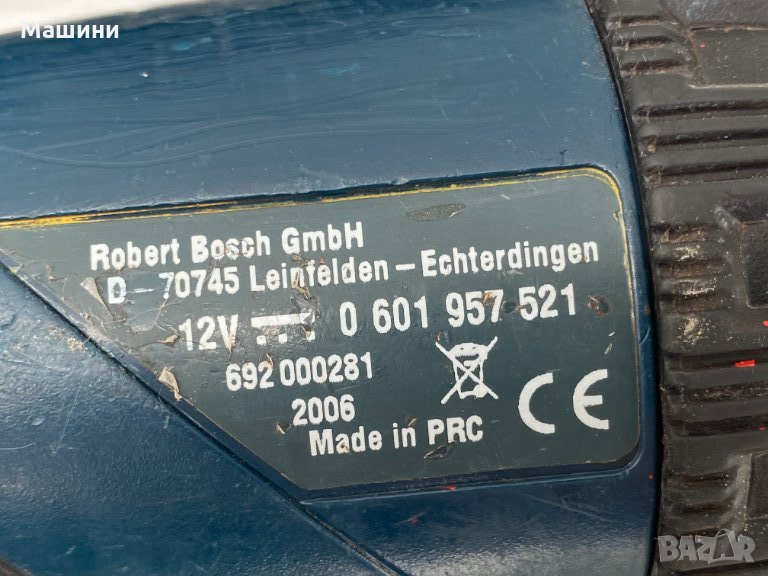 Машини
Robert Bosch GmbH
D-70745 Leinfelden-Echterdingen
12V 0 601 957 521
692 000281
2006
Made in PRC
CE
BAZAR